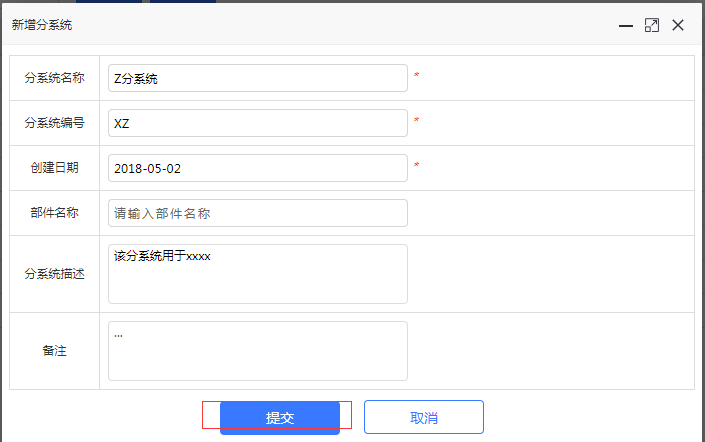 新增分系统
分系统名称 Z分系统 *
分系统编号 XZ *
创建日期 2018-05-02 *
部件名称 请输入部件名称
分系统描述 该分系统用于xxxx
备注 ...
提交 取消